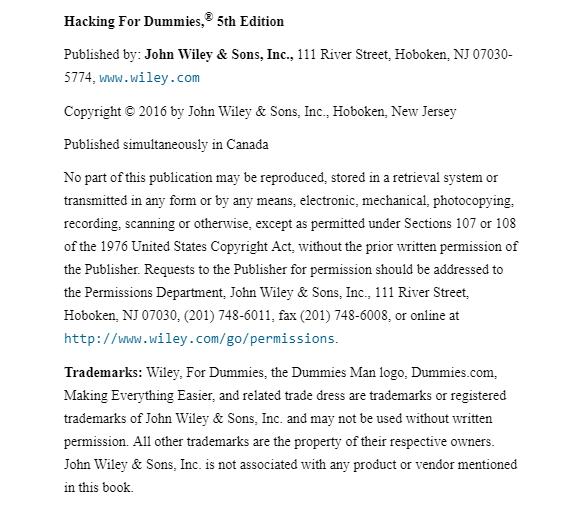 Hacking For Dummies,® 5th Edition
Published by: John Wiley & Sons, Inc., 111 River Street, Hoboken, NJ 07030-
5774, www.wiley.com
Copyright © 2016 by John Wiley & Sons, Inc., Hoboken, New Jersey
Published simultaneously in Canada
No part of this publication may be reproduced, stored in a retrieval system or
transmitted in any form or by any means, electronic, mechanical, photocopying,
recording, scanning or otherwise, except as permitted under Sections 107 or 108
of the 1976 United States Copyright Act, without the prior written permission of
the Publisher. Requests to the Publisher for permission should be addressed to
the Permissions Department, John Wiley & Sons, Inc., 111 River Street,
Hoboken, NJ 07030, (201) 748-6011, fax (201) 748-6008, or online at
http://www.wiley.com/go/permissions.
Trademarks: Wiley, For Dummies, the Dummies Man logo, Dummies.com,
Making Everything Easier, and related trade dress are trademarks or registered
trademarks of John Wiley & Sons, Inc. and may not be used without written
permission. All other trademarks are the property of their respective owners.
John Wiley & Sons, Inc. is not associated with any product or vendor mentioned
in this book.